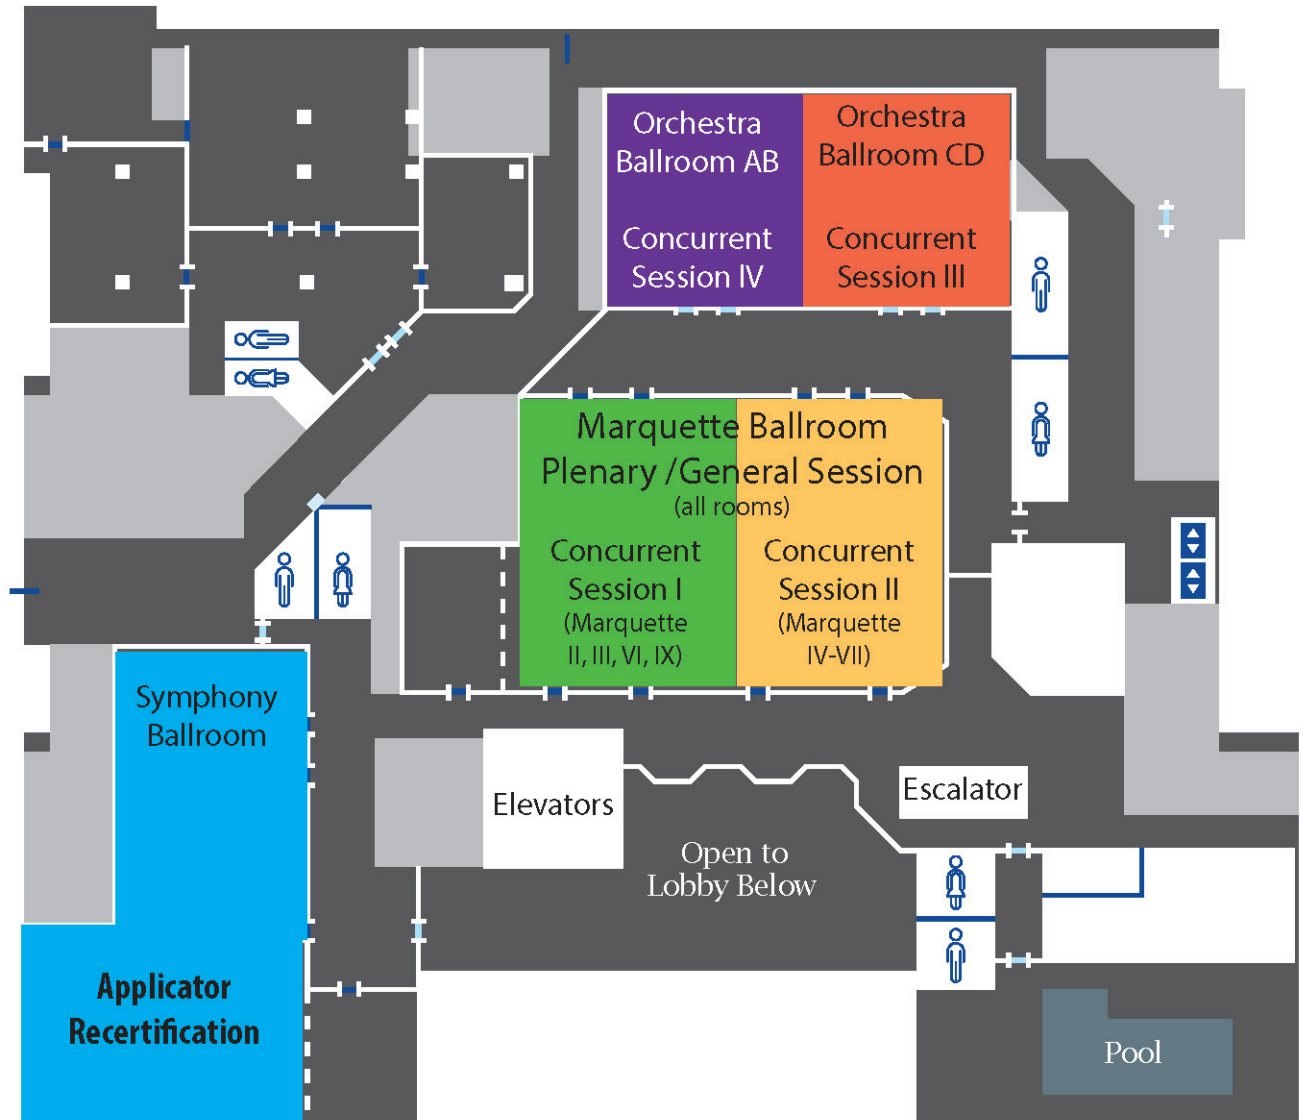 Orchestra
Ballroom AB
Concurrent
Session IV
Orchestra
Ballroom CD
Concurrent
Session III
Marquette Ballroom
Plenary /General Session
(all rooms)
Concurrent
Session I
(Marquette
II, III, VI, IX)
Concurrent
Session II
(Marquette
IV-VII)
Symphony
Ballroom
Applicator
Recertification
Elevators
Escalator
Open to
Lobby Below
Pool